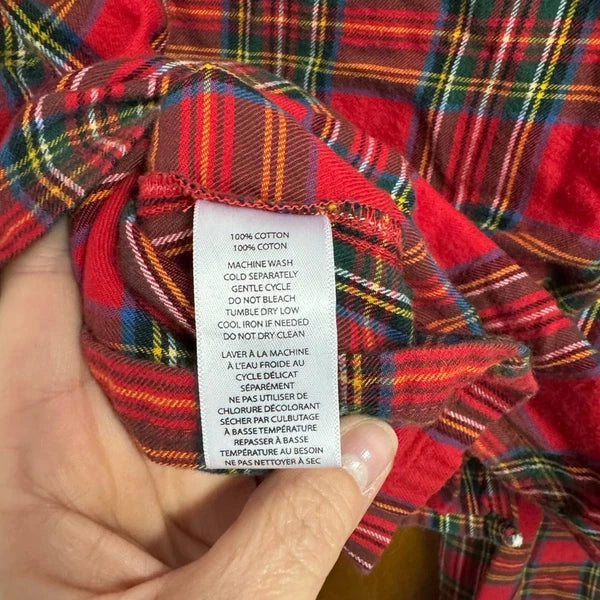 100% COTTON
100% COTON
MACHINE WASH
COLD SEPARATELY
GENTLE CYCLE
DO NOT BLEACH
TUMBLE DRY LOW
COOL IRON IF NEEDED
DO NOT DRY CLEAN
LAVER À LA MACHINE
À L'EAU FROIDE AU
CYCLE DÉLICAT
SÉPARÉMENT
NE PAS UTILISER DE
CHLORURE DÉCOLORANT
SÉCHER PAR CULBUTAGE
À BASSE TEMPÉRATURE
REPASSER À BASSE
TEMPÉRATURE AU BESOIN
NE PAS NETTOYER À SEC